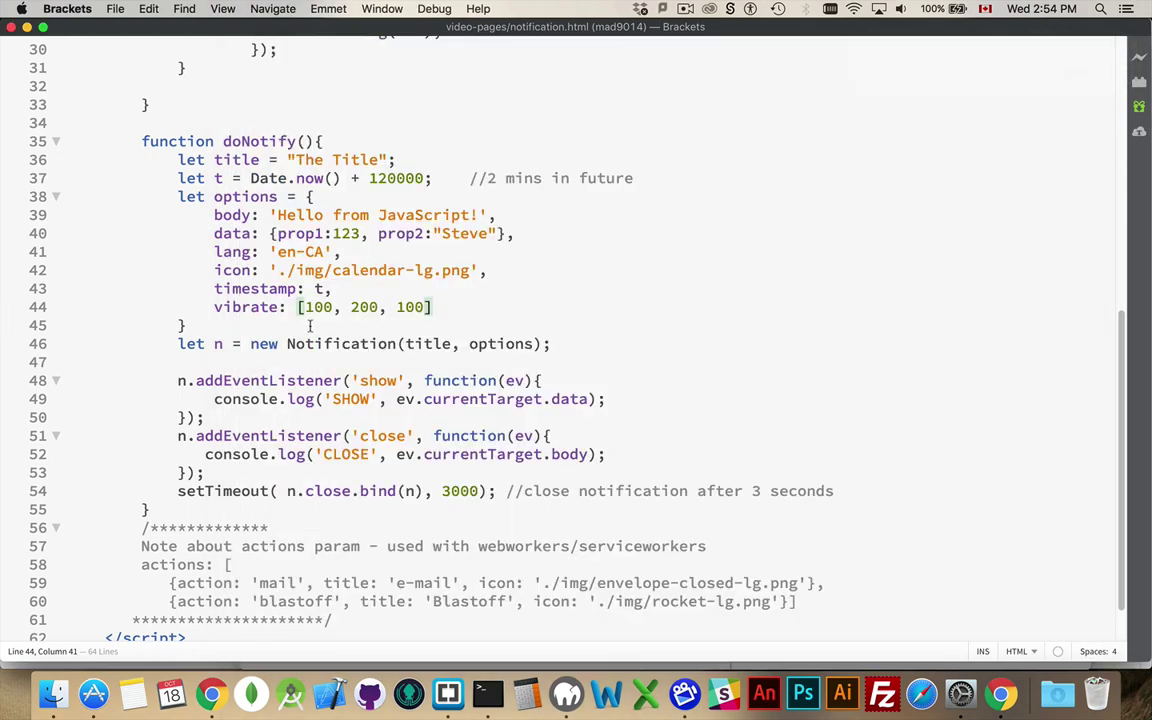 Brackets File Edit Find View Navigate Emmet Window Debug Help 100% Wed 2:54 PM
video-pages/notification.html (mad9014) — Brackets
30 });
31 }
32
33 }
34
35 function doNotify(){
36 let title = "The Title";
37 let t = Date.now() + 120000; //2 mins in future
38 let options = {
39 body: 'Hello from JavaScript!',
40 data: {prop1:123, prop2:"Steve"},
41 lang: 'en-CA',
42 icon: './img/calendar-lg.png',
43 timestamp: t,
44 vibrate: [100, 200, 100]
45 }
46 let n = new Notification(title, options);
47
48 n.addEventListener('show', function(ev){
49 console.log('SHOW', ev.currentTarget.data);
50 });
51 n.addEventListener('close', function(ev){
52 console.log('CLOSE', ev.currentTarget.body);
53 });
54 setTimeout( n.close.bind(n), 3000); //close notification after 3 seconds
55 }
56 /*************
57 Note about actions param - used with webworkers/serviceworkers
58 actions: [
59 {action: 'mail', title: 'e-mail', icon: './img/envelope-closed-lg.png'},
60 {action: 'blastoff', title: 'Blastoff', icon: './img/rocket-lg.png'}]
61 *********************/
62 </script>
Line 44, Column 41 — 64 Lines INS HTML Spaces: 4
OCT
18
An Ps Ai Fz